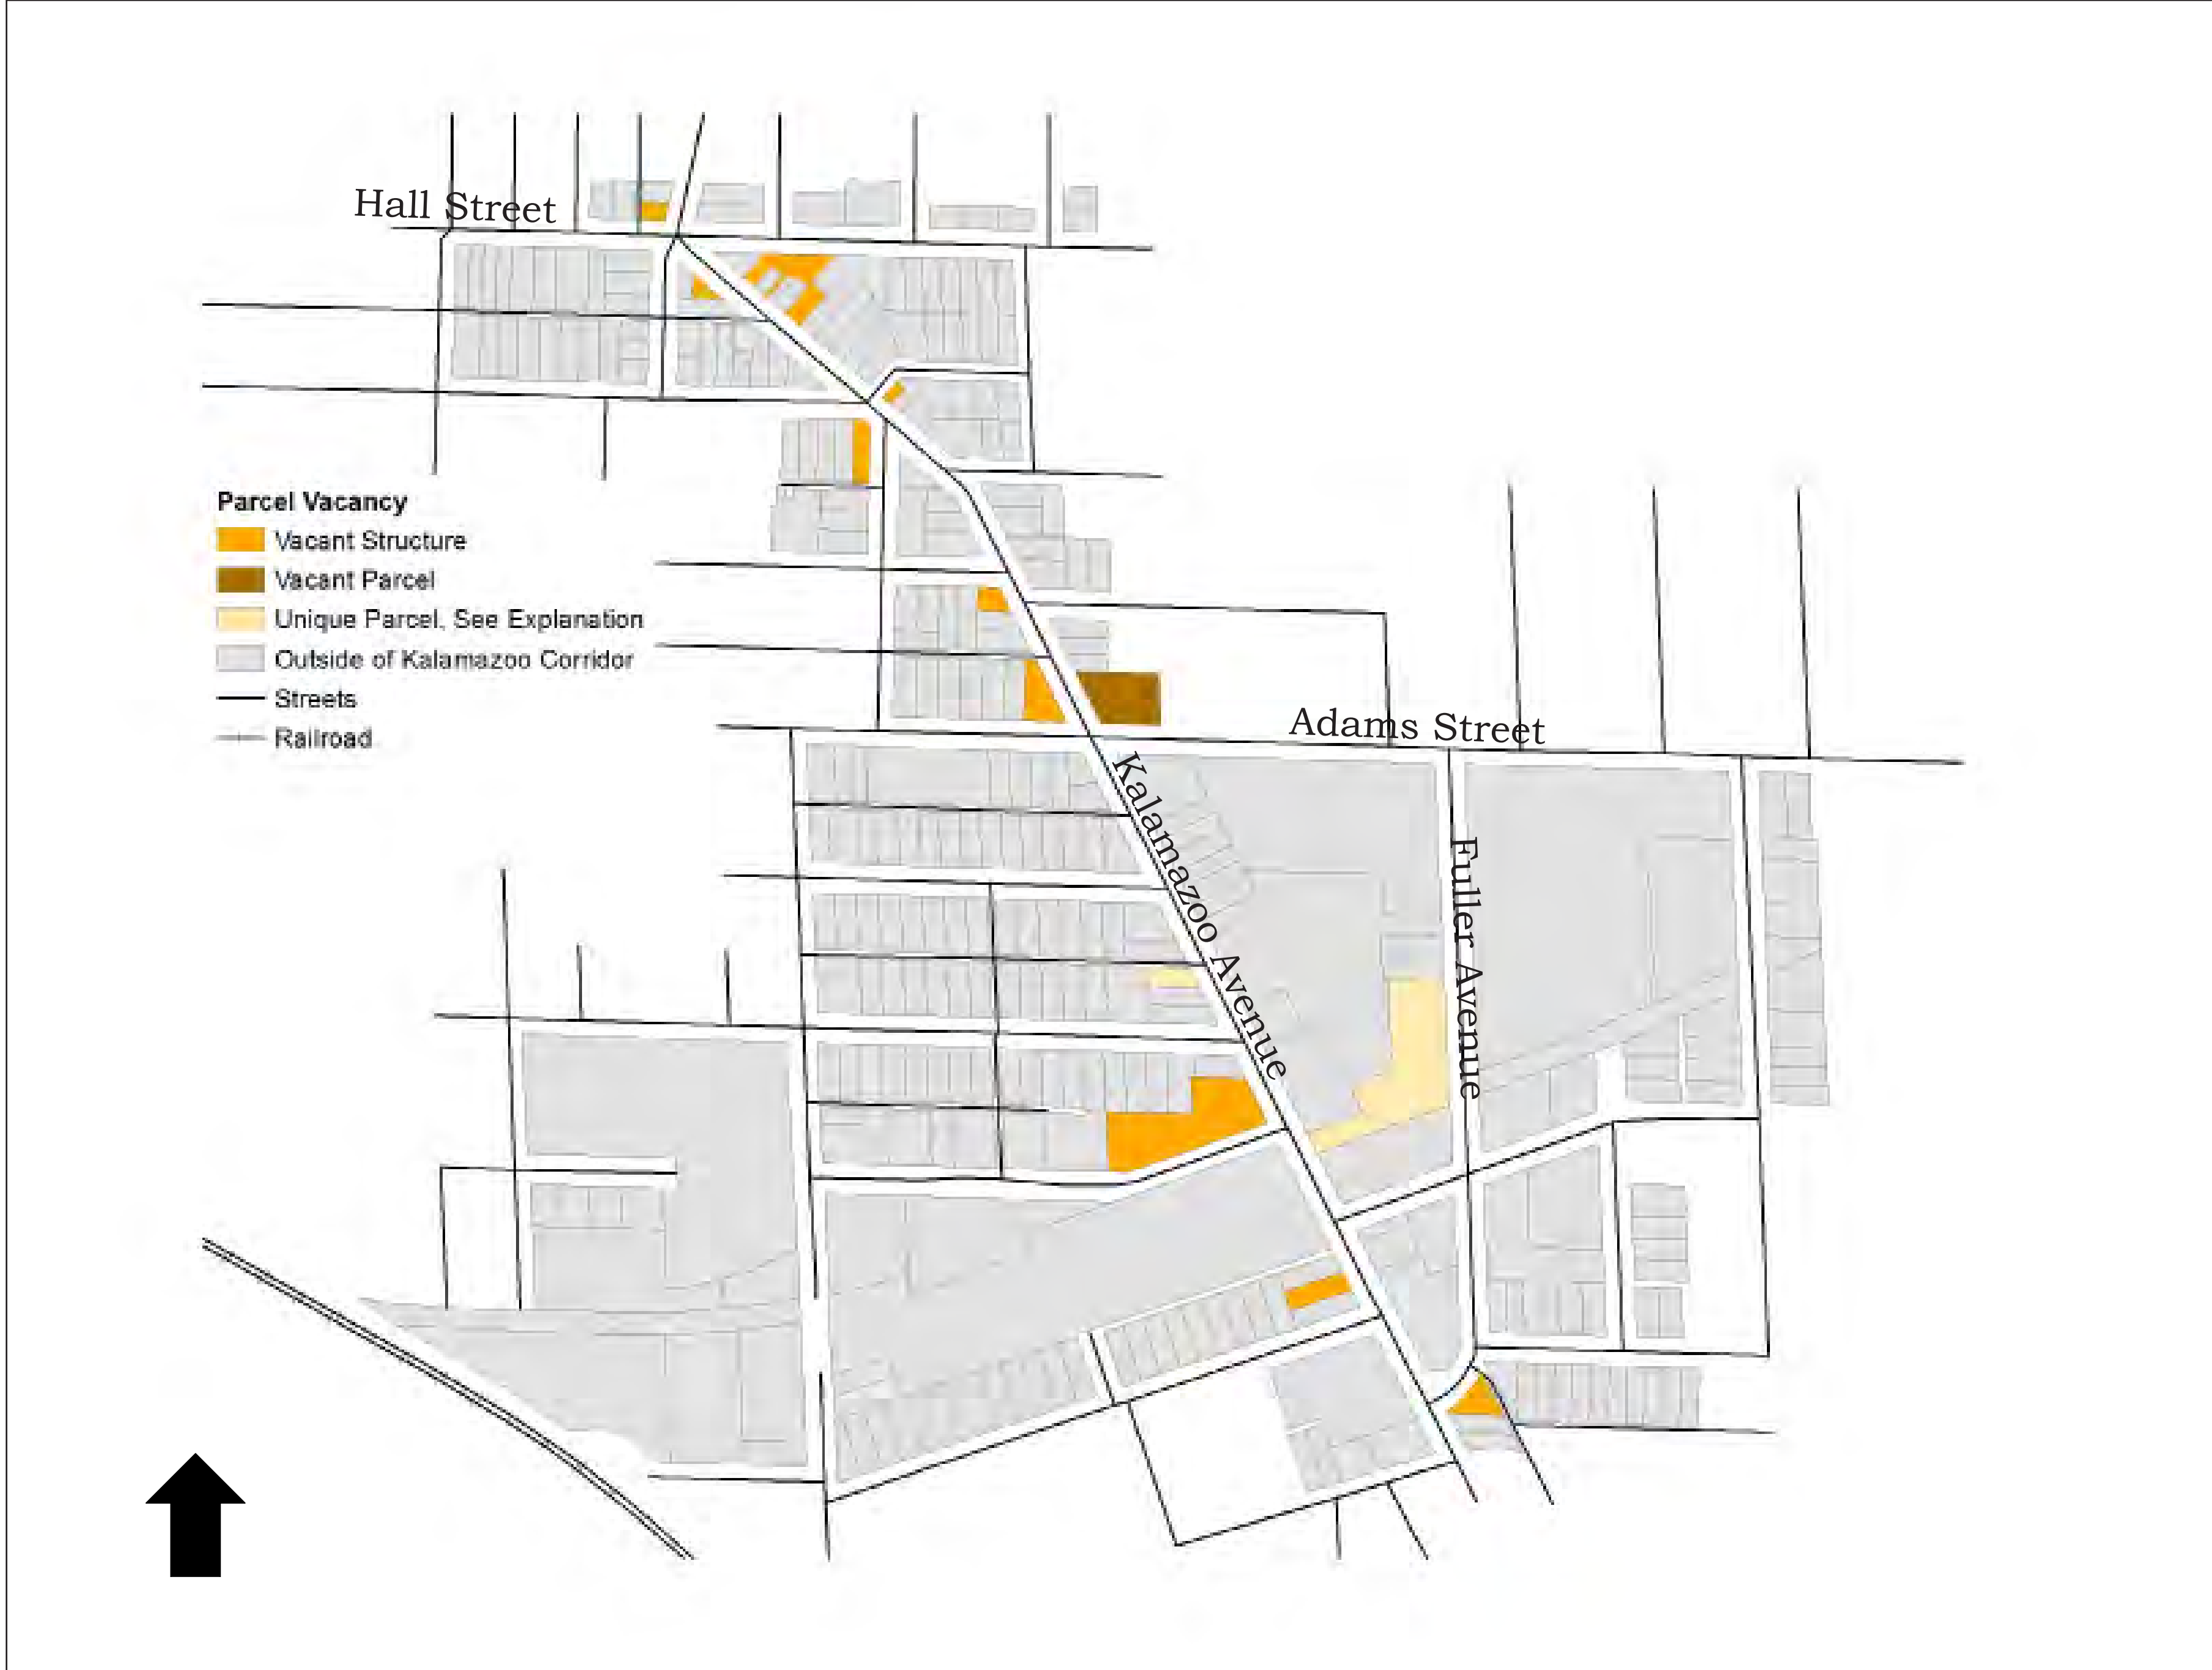 Hall Street
Parcel Vacancy
Vacant Structure
Vacant Parcel
Unique Parcel, See Explanation
Outside of Kalamazoo Corridor
Streets
Railroad
Adams Street
Kalamazoo Avenue
Fuller Avenue